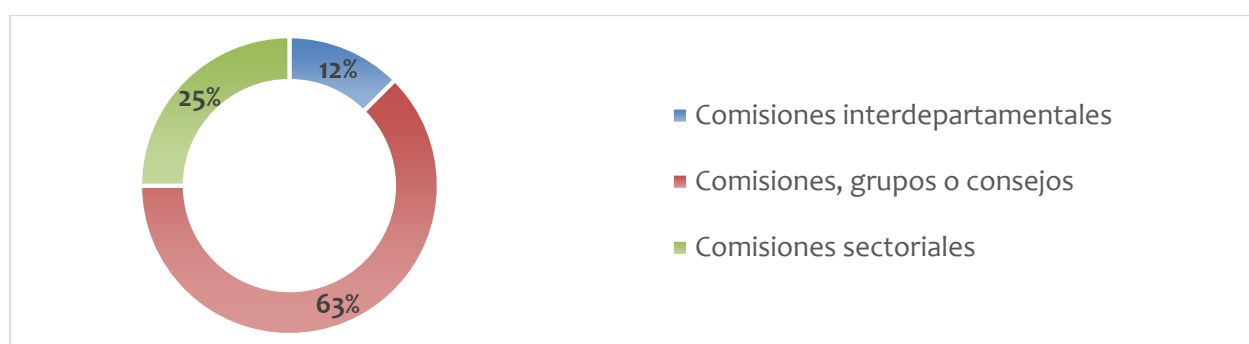 12%
25%
63%
Comisiones interdepartamentales
Comisiones, grupos o consejos
Comisiones sectoriales